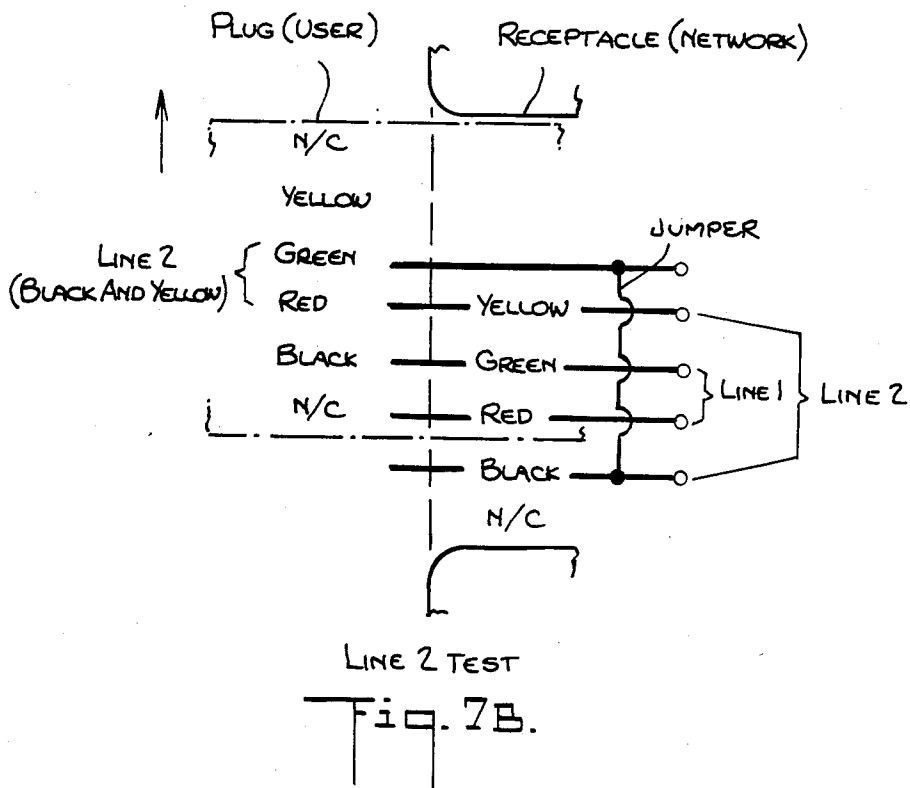 PLUG (USER)
RECEPTACLE (NETWORK)
N/C
YELLOW
JUMPER
LINE 2
(BLACK AND YELLOW)
GREEN
RED
YELLOW
BLACK
GREEN
LINE 1
LINE 2
N/C
RED
BLACK
N/C
LINE 2 TEST
Fig. 7B.